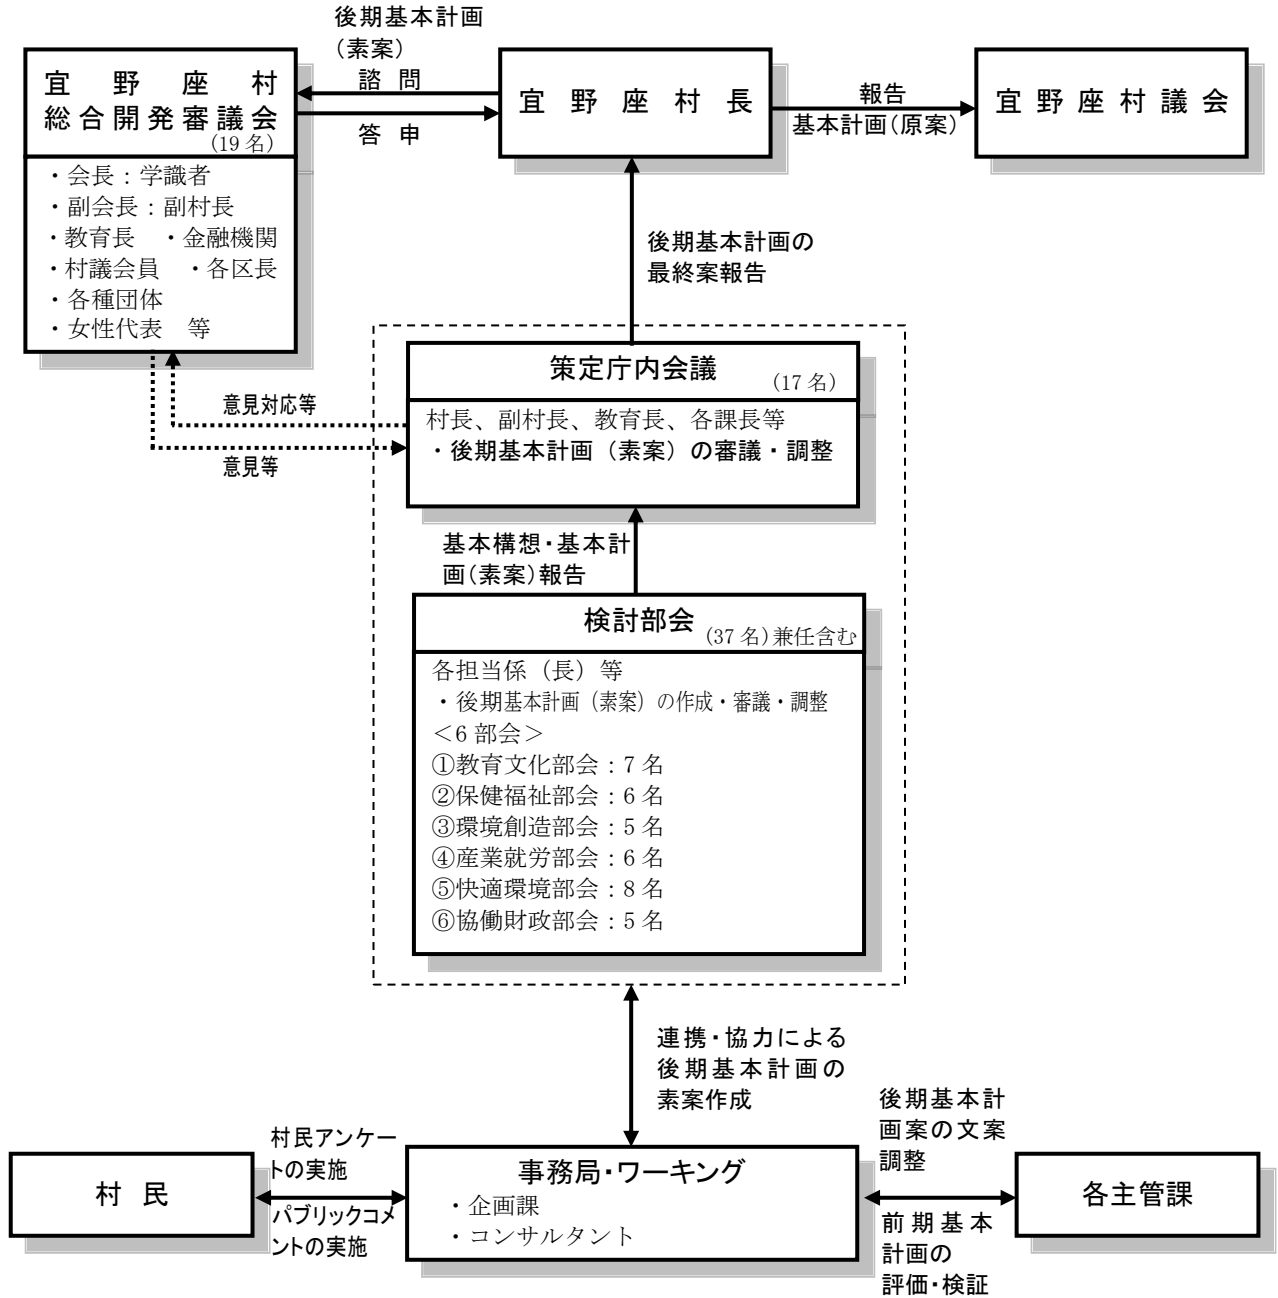 後期基本計画
(素案)
諮問
答申
宜野座村
総合開発審議会
(19名)
・会長：学識者
・副会長：副村長
・教育長　・金融機関
・村議会員　・各区長
・各種団体
・女性代表　等
宜野座村長
報告
基本計画(原案)
宜野座村議会
後期基本計画の
最終案報告
意見対応等
意見等
策定庁内会議
(17名)
村長、副村長、教育長、各課長等
・後期基本計画（素案）の審議・調整
基本構想・基本計
画(素案)報告
検討部会
(37名)兼任含む
各担当係（長）等
・後期基本計画（素案）の作成・審議・調整
＜6部会＞
①教育文化部会：7名
②保健福祉部会：6名
③環境創造部会：5名
④産業就労部会：6名
⑤快適環境部会：8名
⑥協働財政部会：5名
連携・協力による
後期基本計画の
素案作成
村民
村民アンケー
トの実施
パブリックコメ
ントの実施
事務局・ワーキング
・企画課
・コンサルタント
後期基本計
画案の文案
調整
前期基本
計画の
評価・検証
各主管課